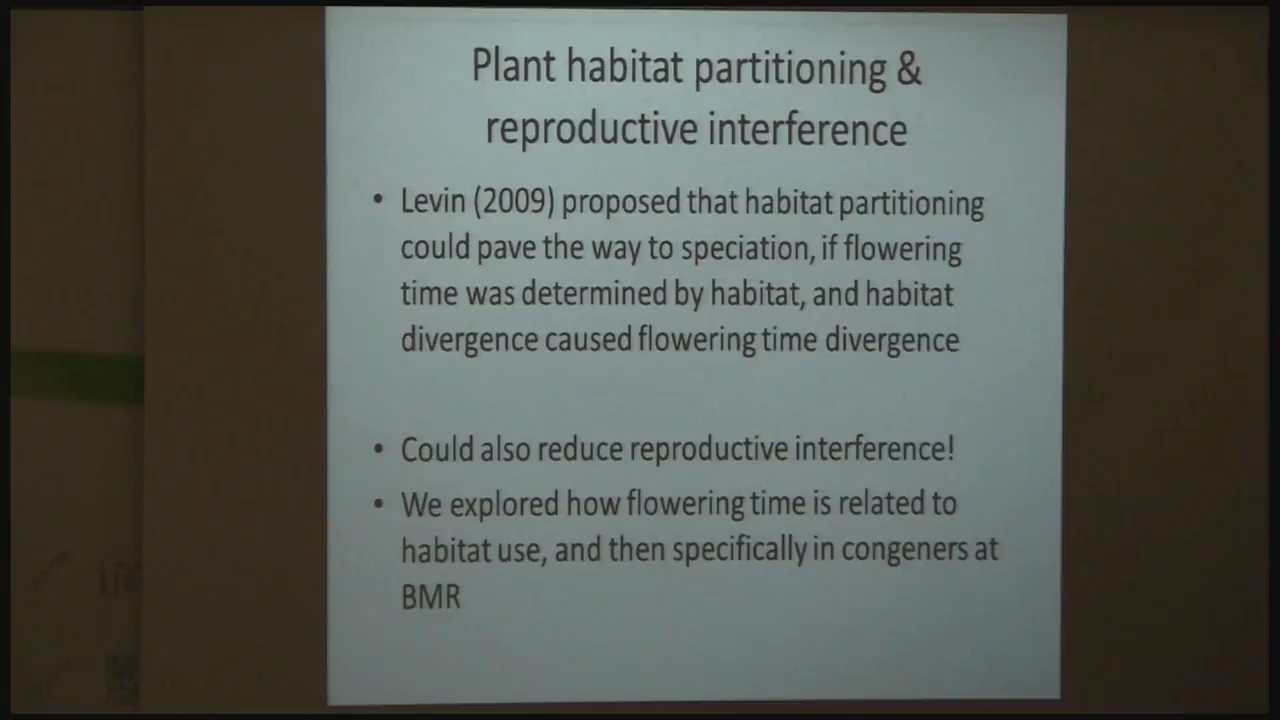 Plant habitat partitioning &
reproductive interference
• Levin (2009) proposed that habitat partitioning
could pave the way to speciation, if flowering
time was determined by habitat, and habitat
divergence caused flowering time divergence
• Could also reduce reproductive interference!
• We explored how flowering time is related to
habitat use, and then specifically in congeners at
BMR